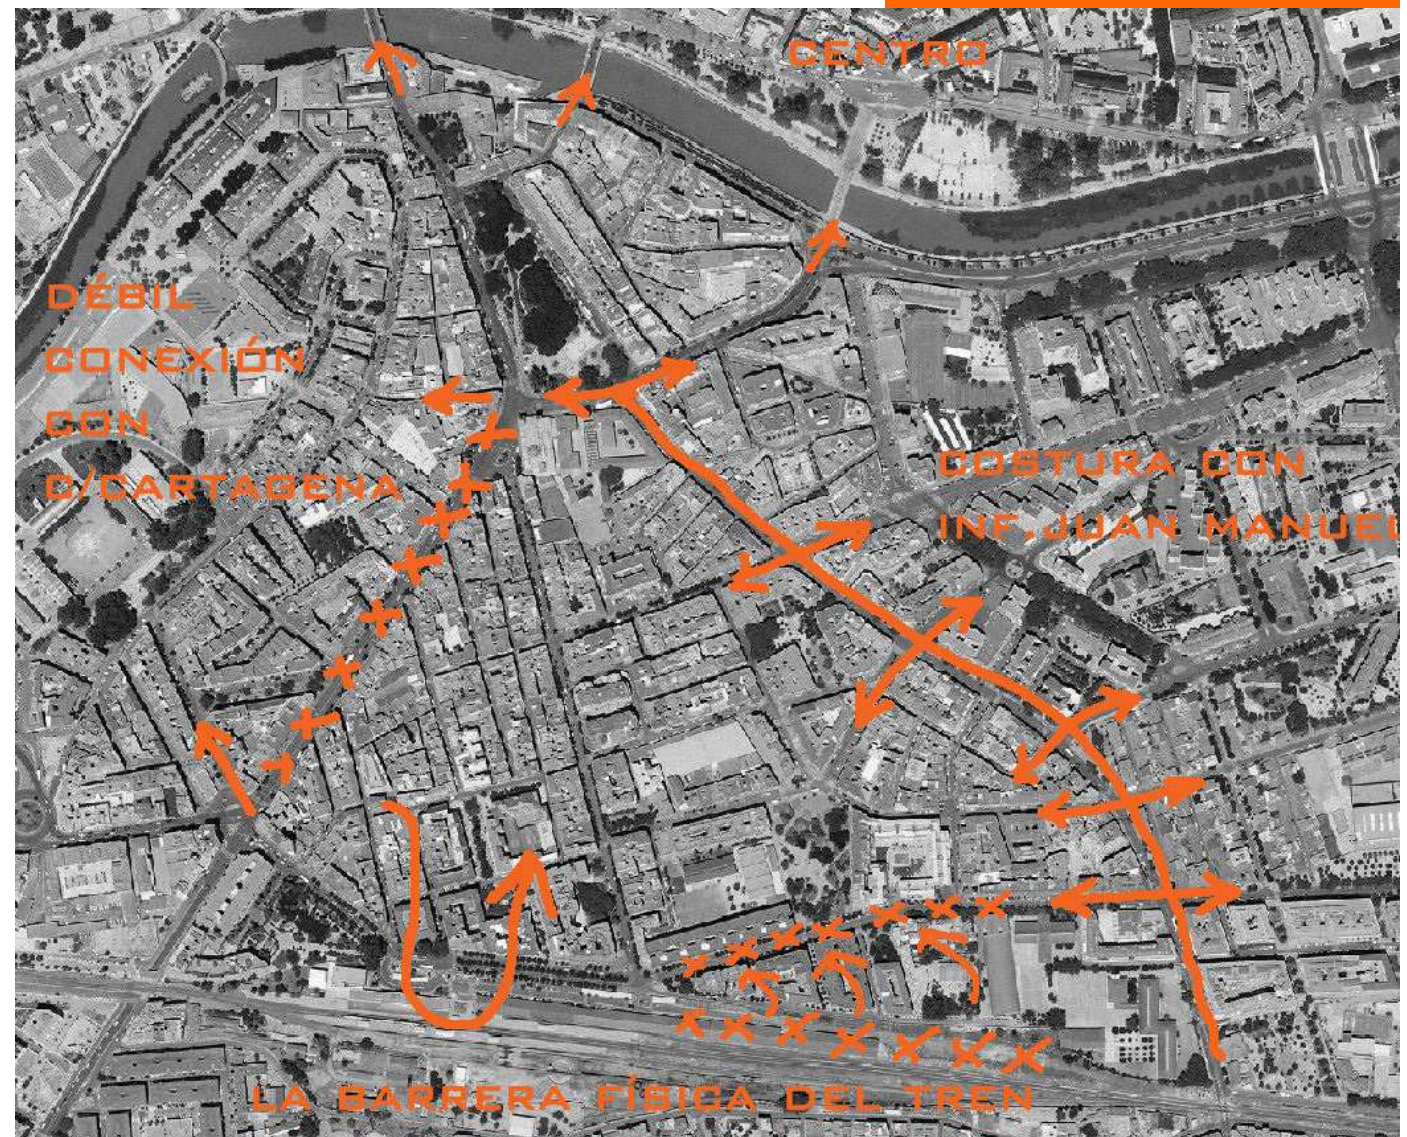 CENTRO
DÉBIL
CONEXIÓN
CON
C/CARTAGENA
COSTURA CON
INF.JUAN MANUEL
LA BARRERA FÍSICA DEL TREN